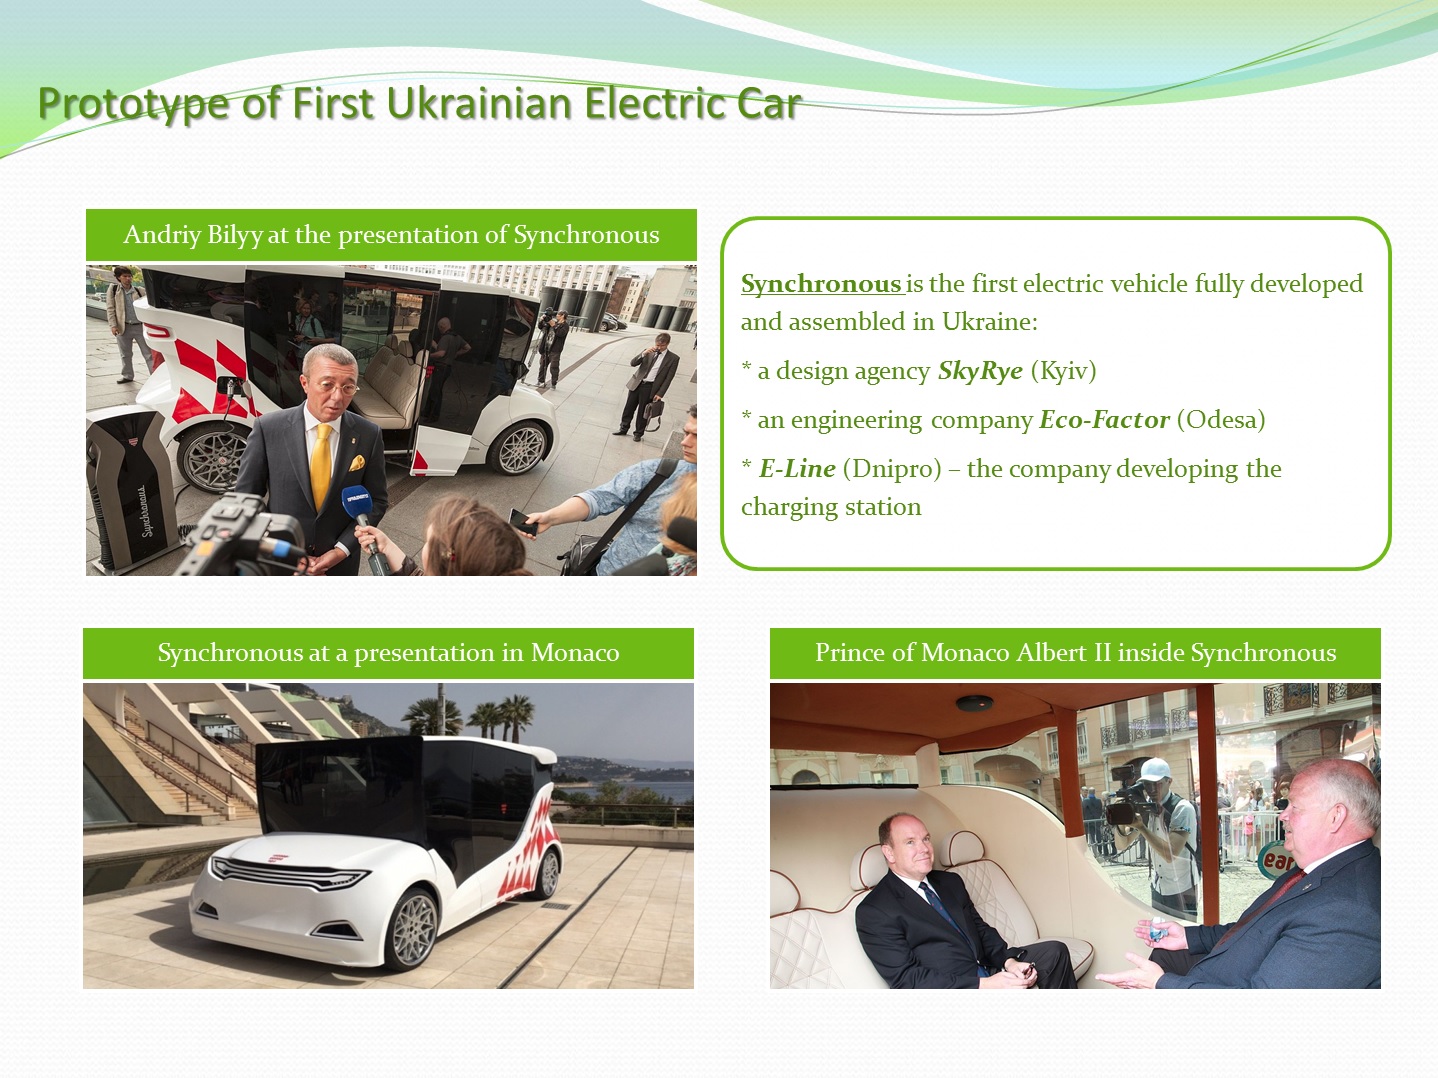 Prototype of First Ukrainian Electric Car
Andriy Bilyy at the presentation of Synchronous
Synchronous
Synchronous is the first electric vehicle fully developed
and assembled in Ukraine:
* a design agency SkyRye (Kyiv)
* an engineering company Eco-Factor (Odesa)
* E-Line (Dnipro) – the company developing the
charging station
Synchronous at a presentation in Monaco
Prince of Monaco Albert II inside Synchronous
ear